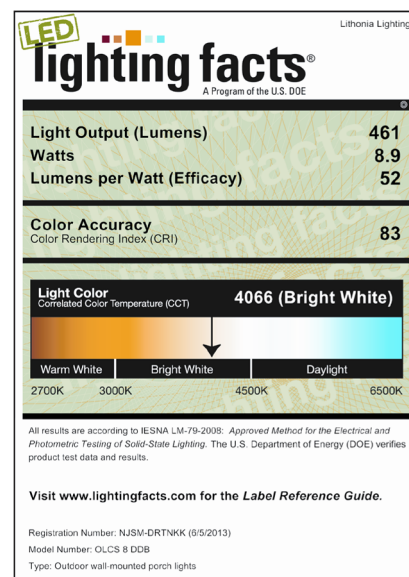 Lithonia Lighting
LED
lighting facts®
A Program of the U.S. DOE
Light Output (Lumens) 461
Watts 8.9
Lumens per Watt (Efficacy) 52
Color Accuracy
Color Rendering Index (CRI) 83
Light Color
Correlated Color Temperature (CCT) 4066 (Bright White)
Warm White Bright White Daylight
2700K 3000K 4500K 6500K
All results are according to IESNA LM-79-2008: Approved Method for the Electrical and
Photometric Testing of Solid-State Lighting. The U.S. Department of Energy (DOE) verifies
product test data and results.
Visit www.lightingfacts.com for the Label Reference Guide.
Registration Number: NJSM-DRTNKK (6/5/2013)
Model Number: OLCS 8 DDB
Type: Outdoor wall-mounted porch lights